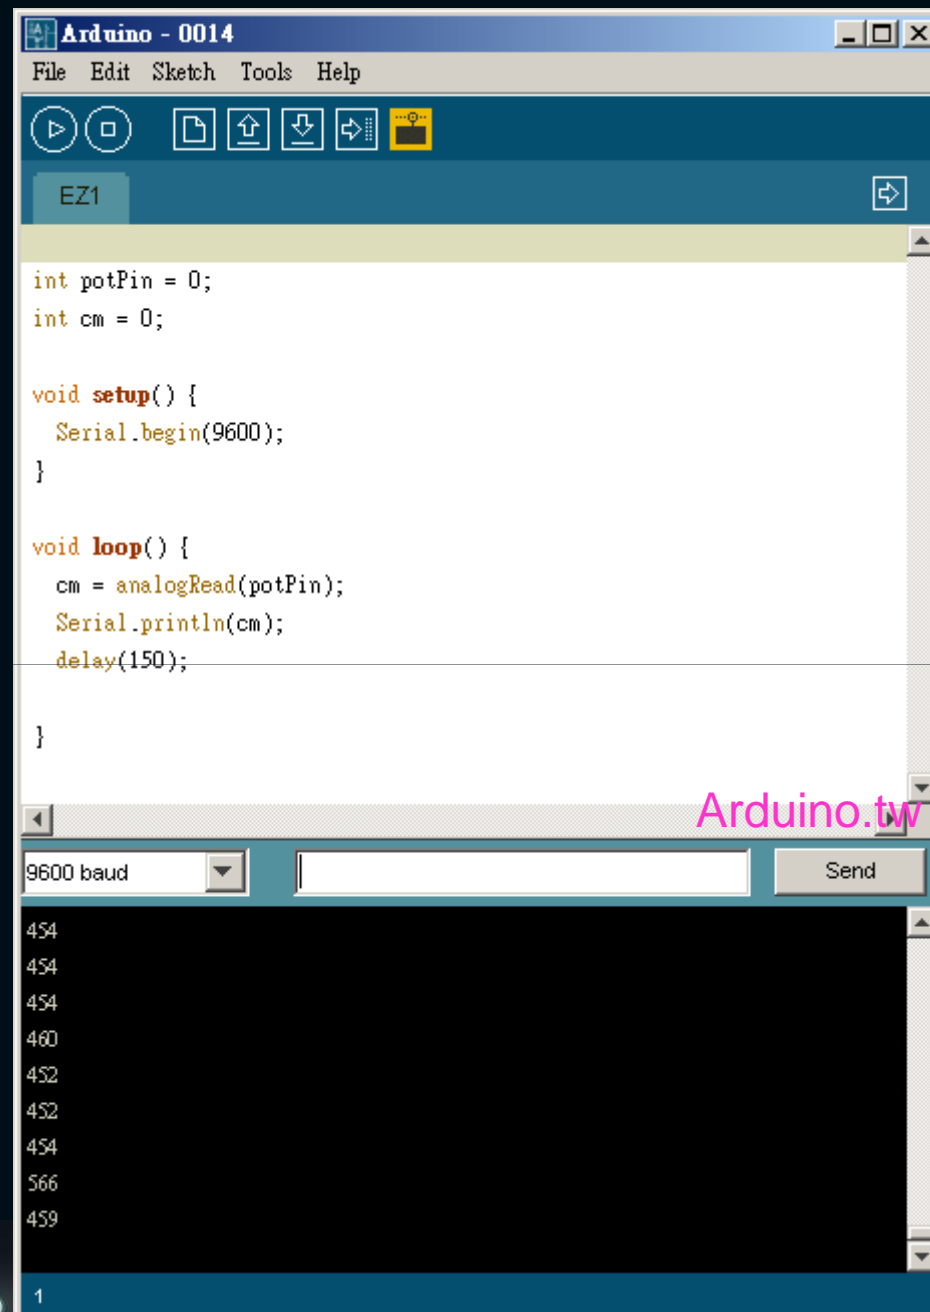 Arduino - 0014
File Edit Sketch Tools Help
EZ1
int potPin = 0;
int cm = 0;
void setup() {
  Serial.begin(9600);
}
void loop() {
  cm = analogRead(potPin);
  Serial.println(cm);
  delay(150);
}
Arduino.tw
9600 baud
Send
454
454
454
460
452
452
454
566
459
1